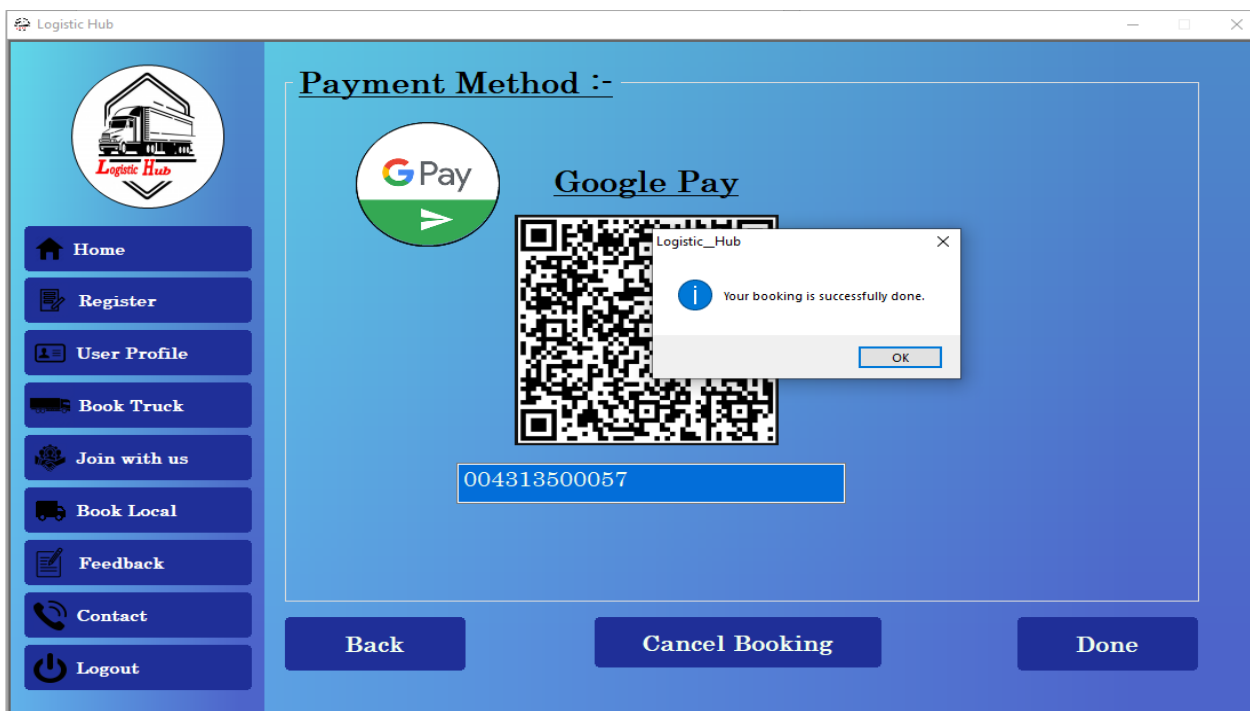 Logistic Hub
Logistic Hub
Home
Register
User Profile
Book Truck
Join with us
Book Local
Feedback
Contact
Logout
Payment Method :-
G Pay
Google Pay
Logistic__Hub
Your booking is successfully done.
OK
004313500057
Back
Cancel Booking
Done